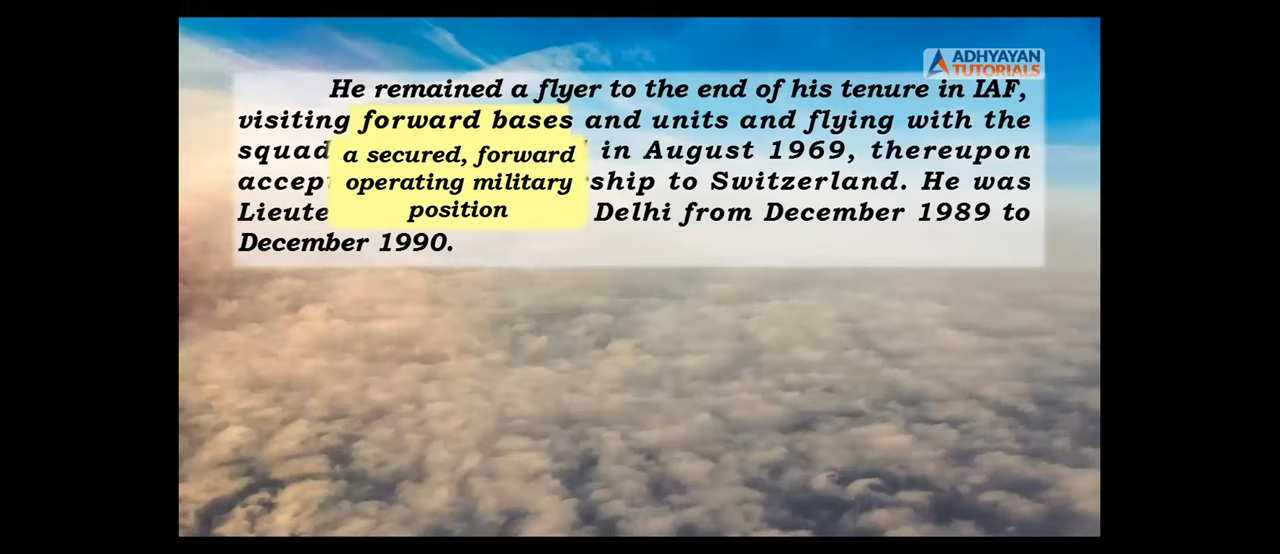 ADHYAYAN
TUTORIALS
He remained a flyer to the end of his tenure in IAF,
visiting forward bases and units and flying with the
squad in August 1969, thereupon
accep ship to Switzerland. He was
Lieute Delhi from December 1989 to
December 1990.
a secured, forward
operating military
position